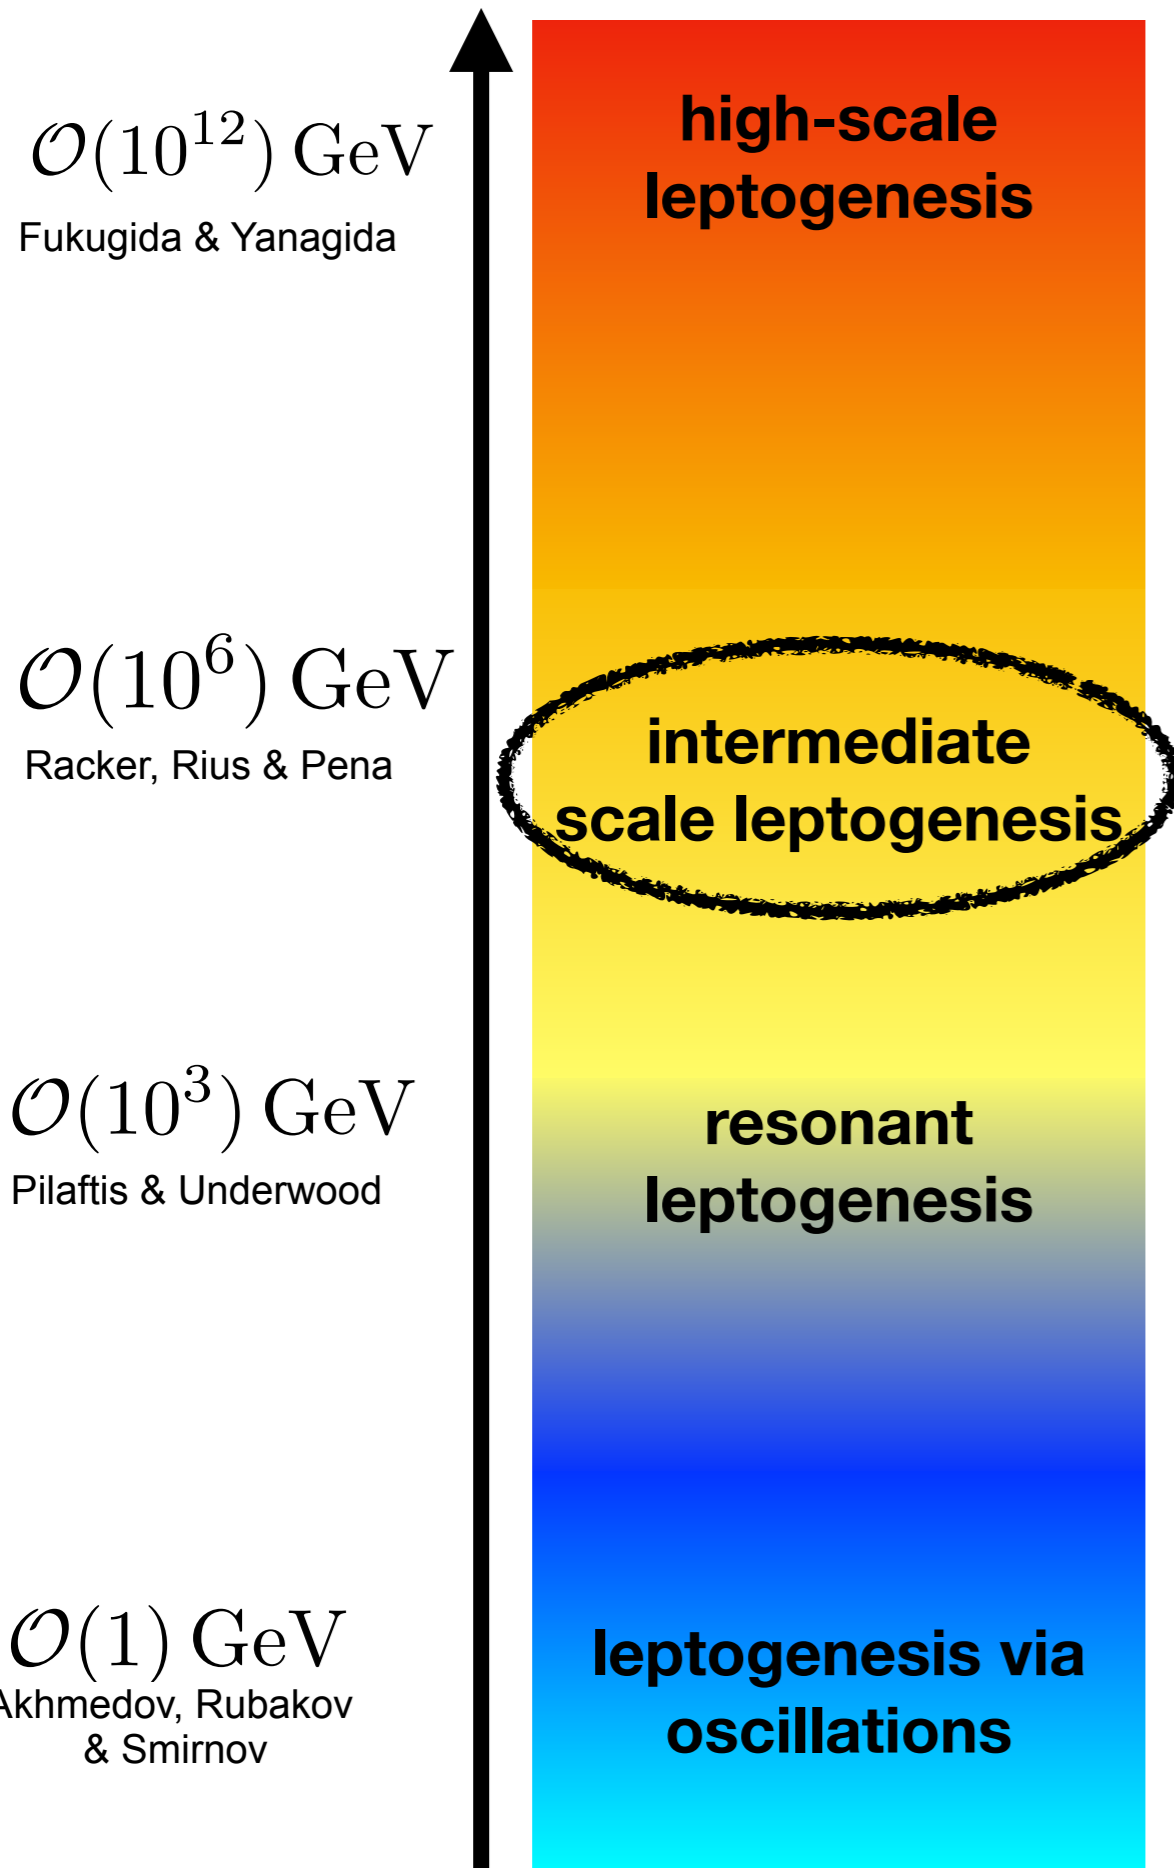 𝒪(10¹²) GeV
Fukugida & Yanagida
high-scale
leptogenesis
𝒪(10⁶) GeV
Racker, Rius & Pena
intermediate
scale leptogenesis
𝒪(10³) GeV
Pilaftis & Underwood
resonant
leptogenesis
𝒪(1) GeV
Akhmedov, Rubakov
& Smirnov
leptogenesis via
oscillations